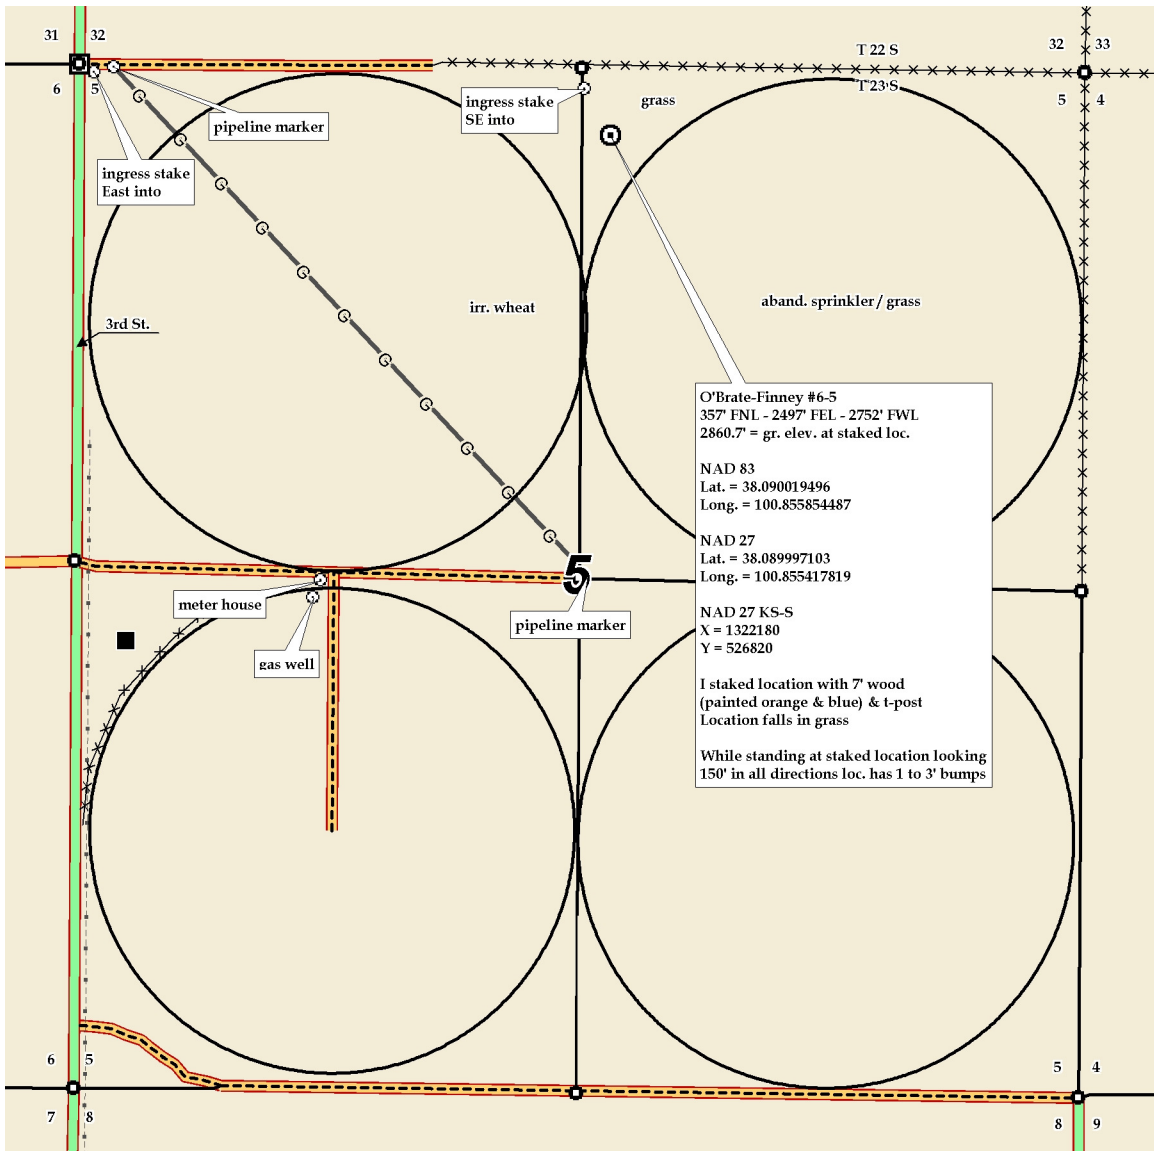 31 32
32 33
T 22 S
T 23 S
6 5
5 4
ingress stake
SE into
grass
pipeline marker
ingress stake
East into
G
G
G
G
G
G
G
G
G
G
G
irr. wheat
aband. sprinkler / grass
3rd St.
O'Brate-Finney #6-5
357' FNL - 2497' FEL - 2752' FWL
2860.7' = gr. elev. at staked loc.
NAD 83
Lat. = 38.090019496
Long. = 100.855854487
NAD 27
Lat. = 38.089997103
Long. = 100.855417819
NAD 27 KS-S
X = 1322180
Y = 526820
I staked location with 7' wood
(painted orange & blue) & t-post
Location falls in grass
While standing at staked location looking
150' in all directions loc. has 1 to 3' bumps
5
meter house
pipeline marker
gas well
6 5
5 4
7 8
8 9